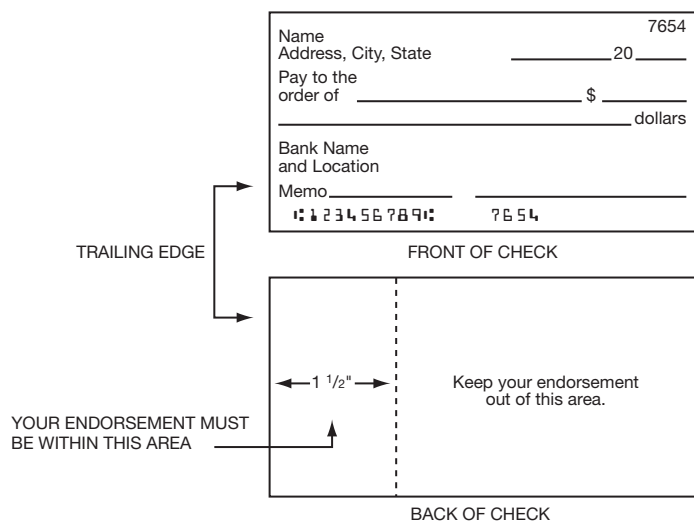 7654
Name
Address, City, State 20
Pay to the
order of $
dollars
Bank Name
and Location
Memo
⑆123456789⑆ 7654
TRAILING EDGE
FRONT OF CHECK
1 1/2"
Keep your endorsement
out of this area.
YOUR ENDORSEMENT MUST
BE WITHIN THIS AREA
BACK OF CHECK